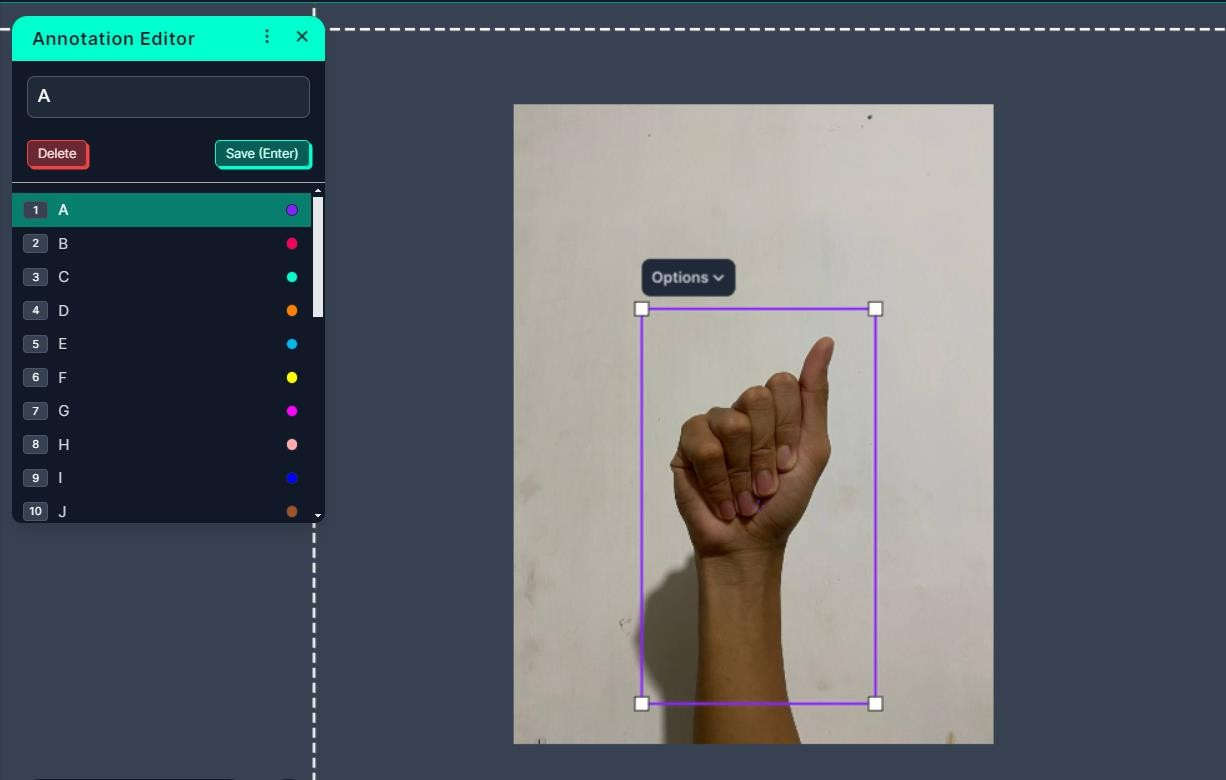 Annotation Editor
A
Delete
Save (Enter)
1 A
2 B
3 C
4 D
5 E
6 F
7 G
8 H
9 I
10 J
Options